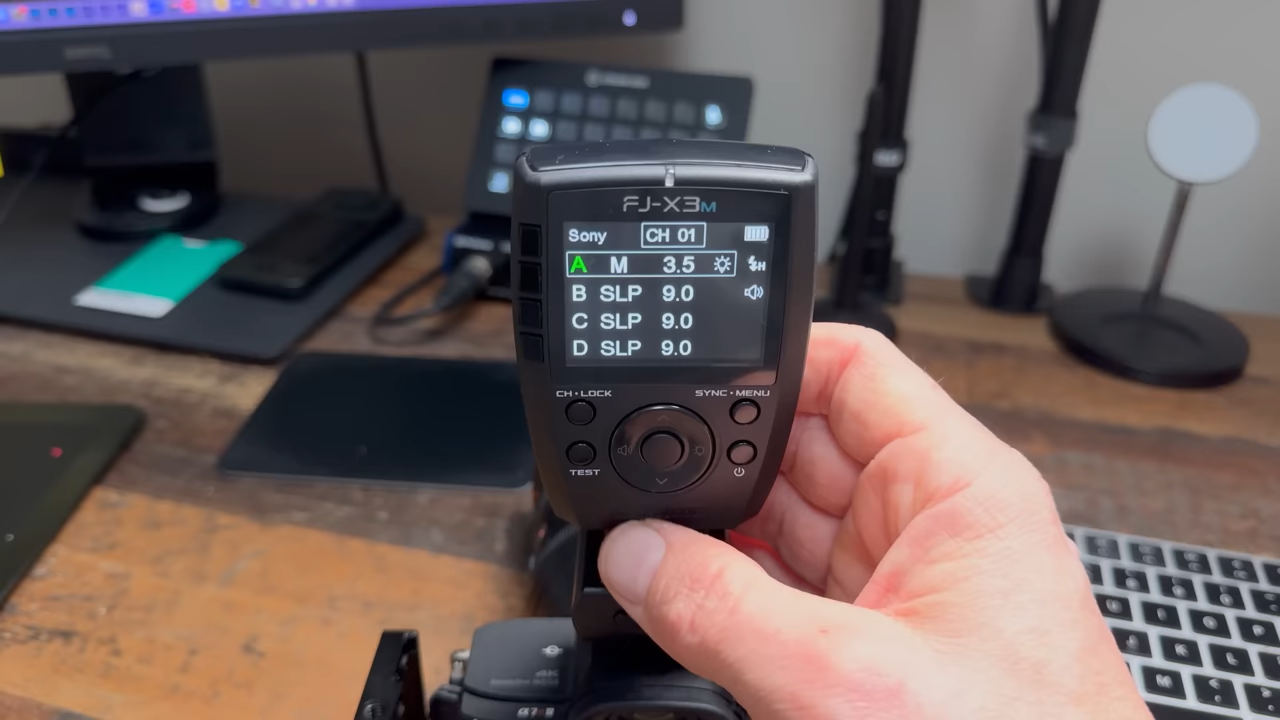 FJ-X3M
Sony CH 01
A M 3.5 H
B SLP 9.0
C SLP 9.0
D SLP 9.0
CH • LOCK SYNC • MENU
TEST
4K